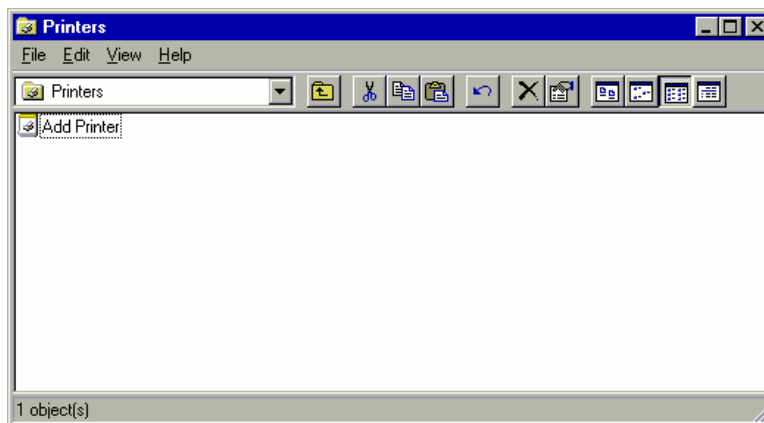 Printers
File Edit View Help
Printers
Add Printer
1 object(s)